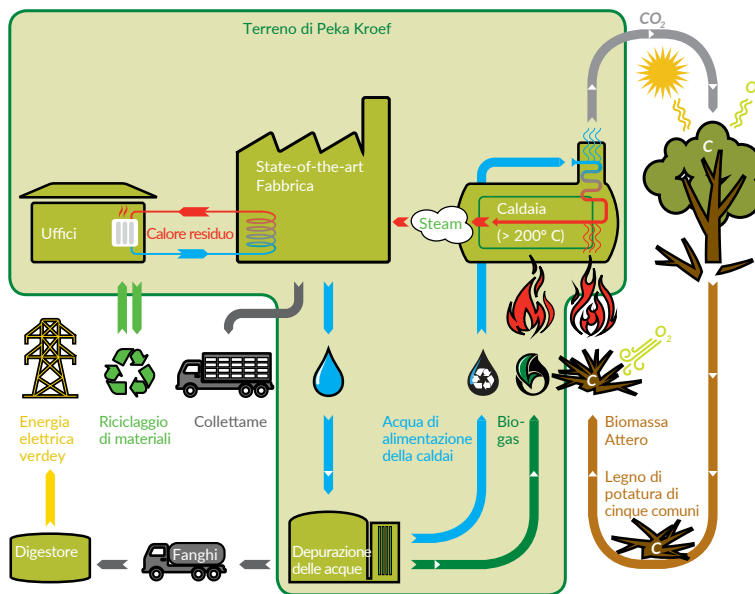 Terreno di Peka Kroef
CO₂
O
C
State-of-the-art
Fabbrica
Uffici
Calore residuo
Steam
Caldaia
(> 200° C)
O₂
C
Energia
elettrica
verdey
Riciclaggio
di materiali
Collettame
Acqua di
alimentazione
della caldai
Bio-
gas
Biomassa
Attero
Legno di
potatura di
cinque comuni
C
Digestore
Fanghi
Depurazione
delle acque